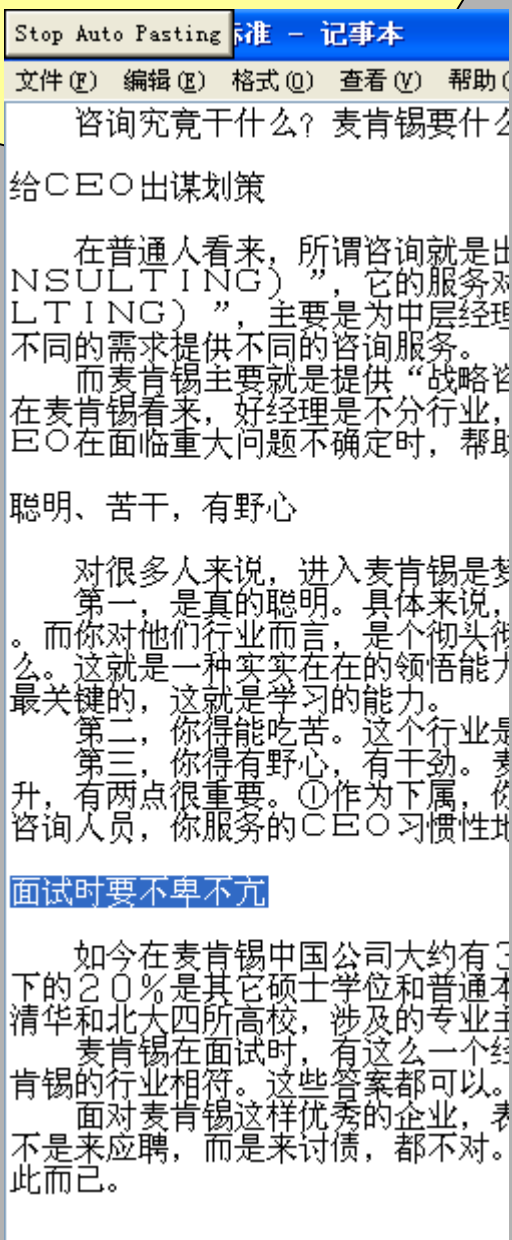 Stop Auto Pasting 标准 - 记事本
文件(F) 编辑(E) 格式(O) 查看(V) 帮助(
咨询究竟干什么? 麦肯锡要什么
给CEO出谋划策
在普通人看来，所谓咨询就是出
NSULTING)”，它的服务对
LTING)”，主要是为中层经理
不同的需求提供不同的咨询服务。
而麦肯锡主要就是提供“战略咨
在麦肯锡看来，好经理是不分行业，
EO在面临重大问题不确定时，帮助
聪明、苦干，有野心
对很多人来说，进入麦肯锡是梦
第一，是真的聪明。具体来说，
。而你对他们行业而言，是个彻头彻
么。这就是一种实实在在的领悟能力
最关键的，这就是学习的能力。
第二，你得能吃苦。这个行业是
第三，你得有野心，有干劲。麦
升，有两点很重要。①作为下属，你
咨询人员，你服务的CEO习惯性地
面试时要不卑不亢
如今在麦肯锡中国公司大约有3
下的20%是其它硕士学位和普通本
清华和北大四所高校，涉及的专业主
麦肯锡在面试时，有这么一个经
肯锡的行业相符。这些答案都可以。
面对麦肯锡这样优秀的企业，表
不是来应聘，而是来讨债，都不对。
此而已。